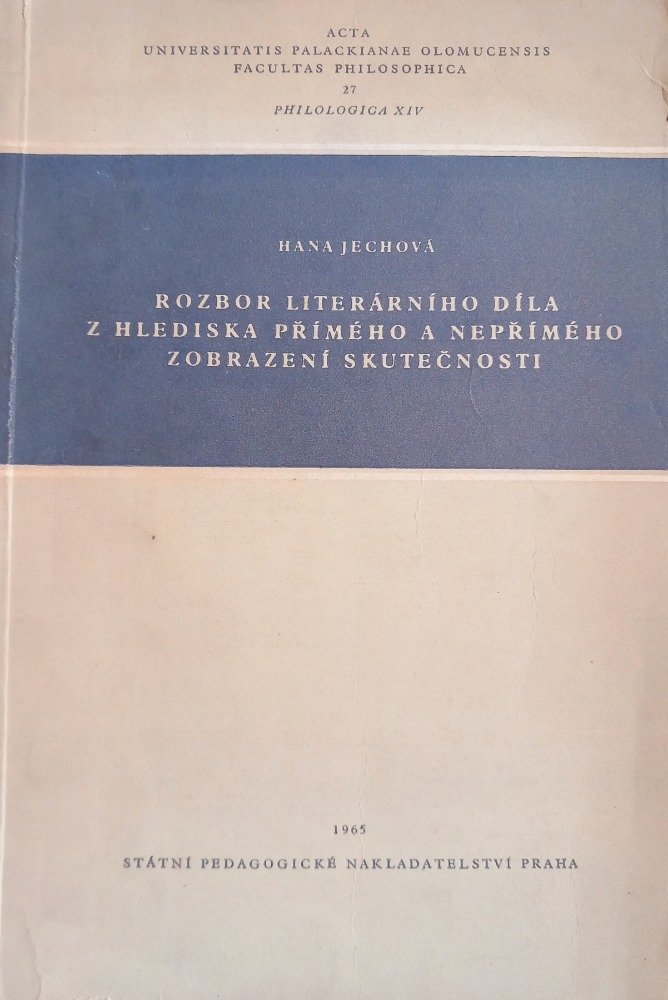 ACTA
UNIVERSITATIS PALACKIANAE OLOMUCENSIS
FACULTAS PHILOSOPHICA
27
PHILOLOGICA XIV
HANA JECHOVÁ
ROZBOR LITERÁRNÍHO DÍLA
Z HLEDISKA PŘÍMÉHO A NEPŘÍMÉHO
ZOBRAZENÍ SKUTEČNOSTI
1965
STÁTNÍ PEDAGOGICKÉ NAKLADATELSTVÍ PRAHA